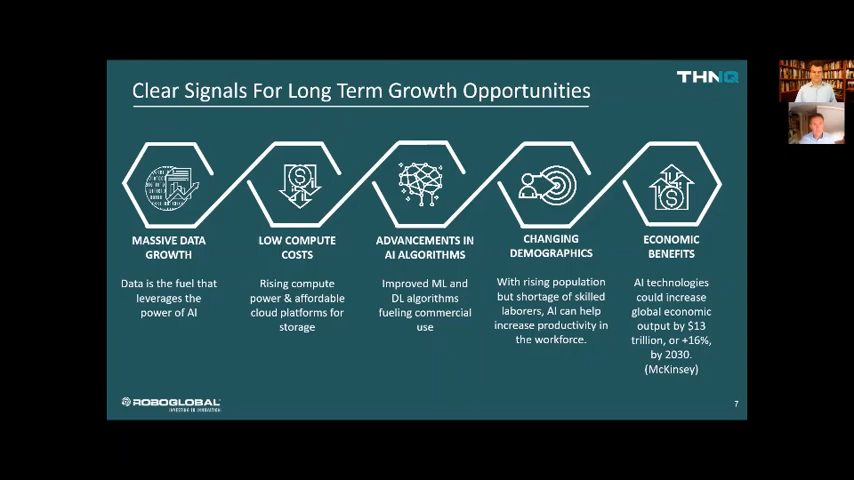 THNQ
Clear Signals For Long Term Growth Opportunities
MASSIVE DATA
GROWTH
Data is the fuel that
leverages the
power of AI
LOW COMPUTE
COSTS
Rising compute
power & affordable
cloud platforms for
storage
ADVANCEMENTS IN
AI ALGORITHMS
Improved ML and
DL algorithms
fueling commercial
use
CHANGING
DEMOGRAPHICS
With rising population
but shortage of skilled
laborers, AI can help
increase productivity in
the workforce.
ECONOMIC
BENEFITS
AI technologies
could increase
global economic
output by $13
trillion, or +16%,
by 2030.
(McKinsey)
ROBOGLOBAL
INVESTING IN INNOVATION
7